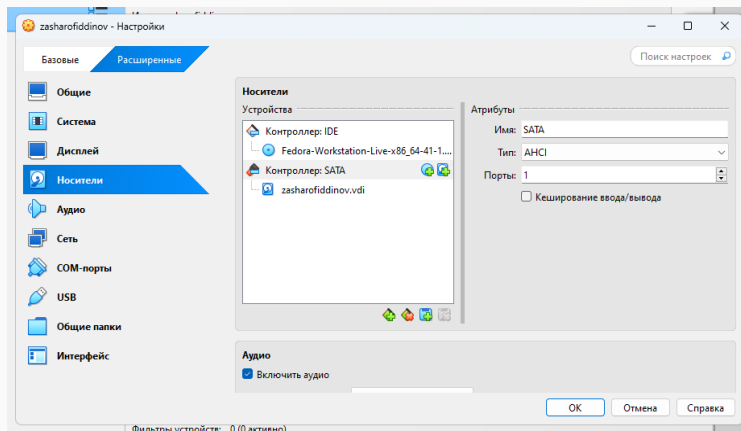 zasharofiddinov - Настройки
Базовые
Расширенные
Поиск настроек
Общие
Система
Дисплей
Носители
Аудио
Сеть
COM-порты
USB
Общие папки
Интерфейс
Носители
Устройства
Контроллер: IDE
Fedora-Workstation-Live-x86_64-41-1....
Контроллер: SATA
zasharofiddinov.vdi
Атрибуты
Имя: SATA
Тип: AHCI
Порты: 1
Кеширование ввода/вывода
Аудио
Включить аудио
OK
Отмена
Справка
Фильтры устройств: 0 (0 активно)